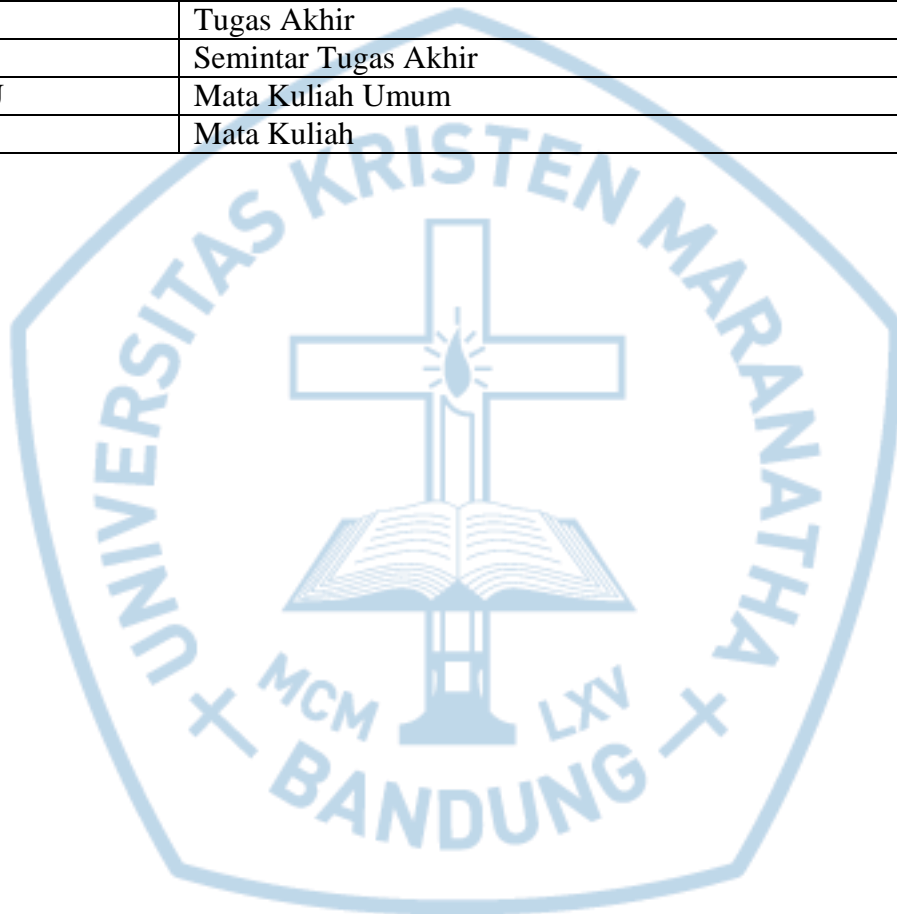 Tugas Akhir
Semintar Tugas Akhir
Mata Kuliah Umum
Mata Kuliah
UNIVERSITAS KRISTEN MARANATHA
MCM LXV
BANDUNG